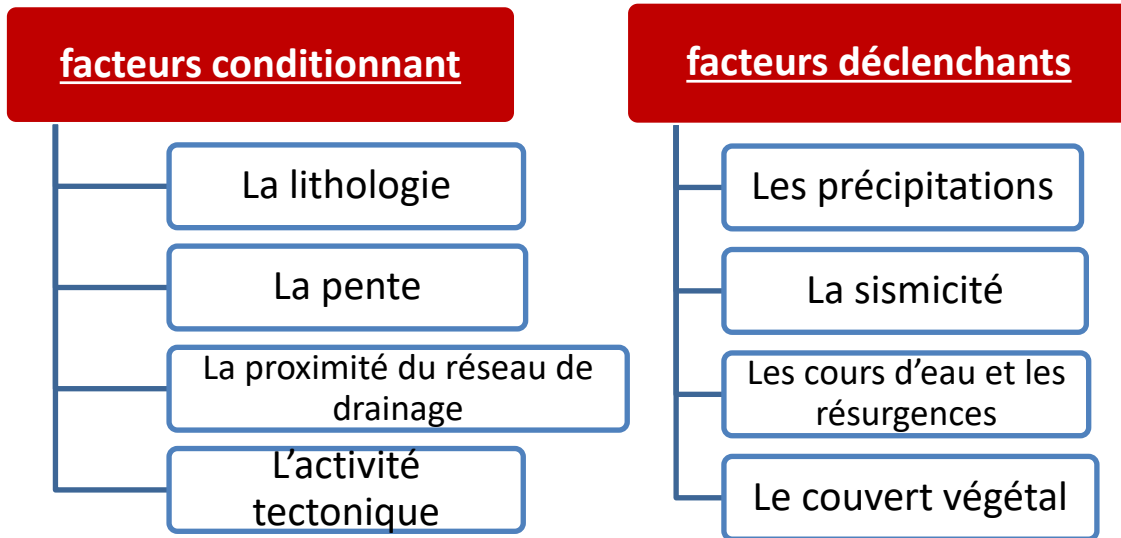 facteurs conditionnant
La lithologie
La pente
La proximité du réseau de
drainage
L’activité
tectonique
facteurs déclenchants
Les précipitations
La sismicité
Les cours d’eau et les
résurgences
Le couvert végétal